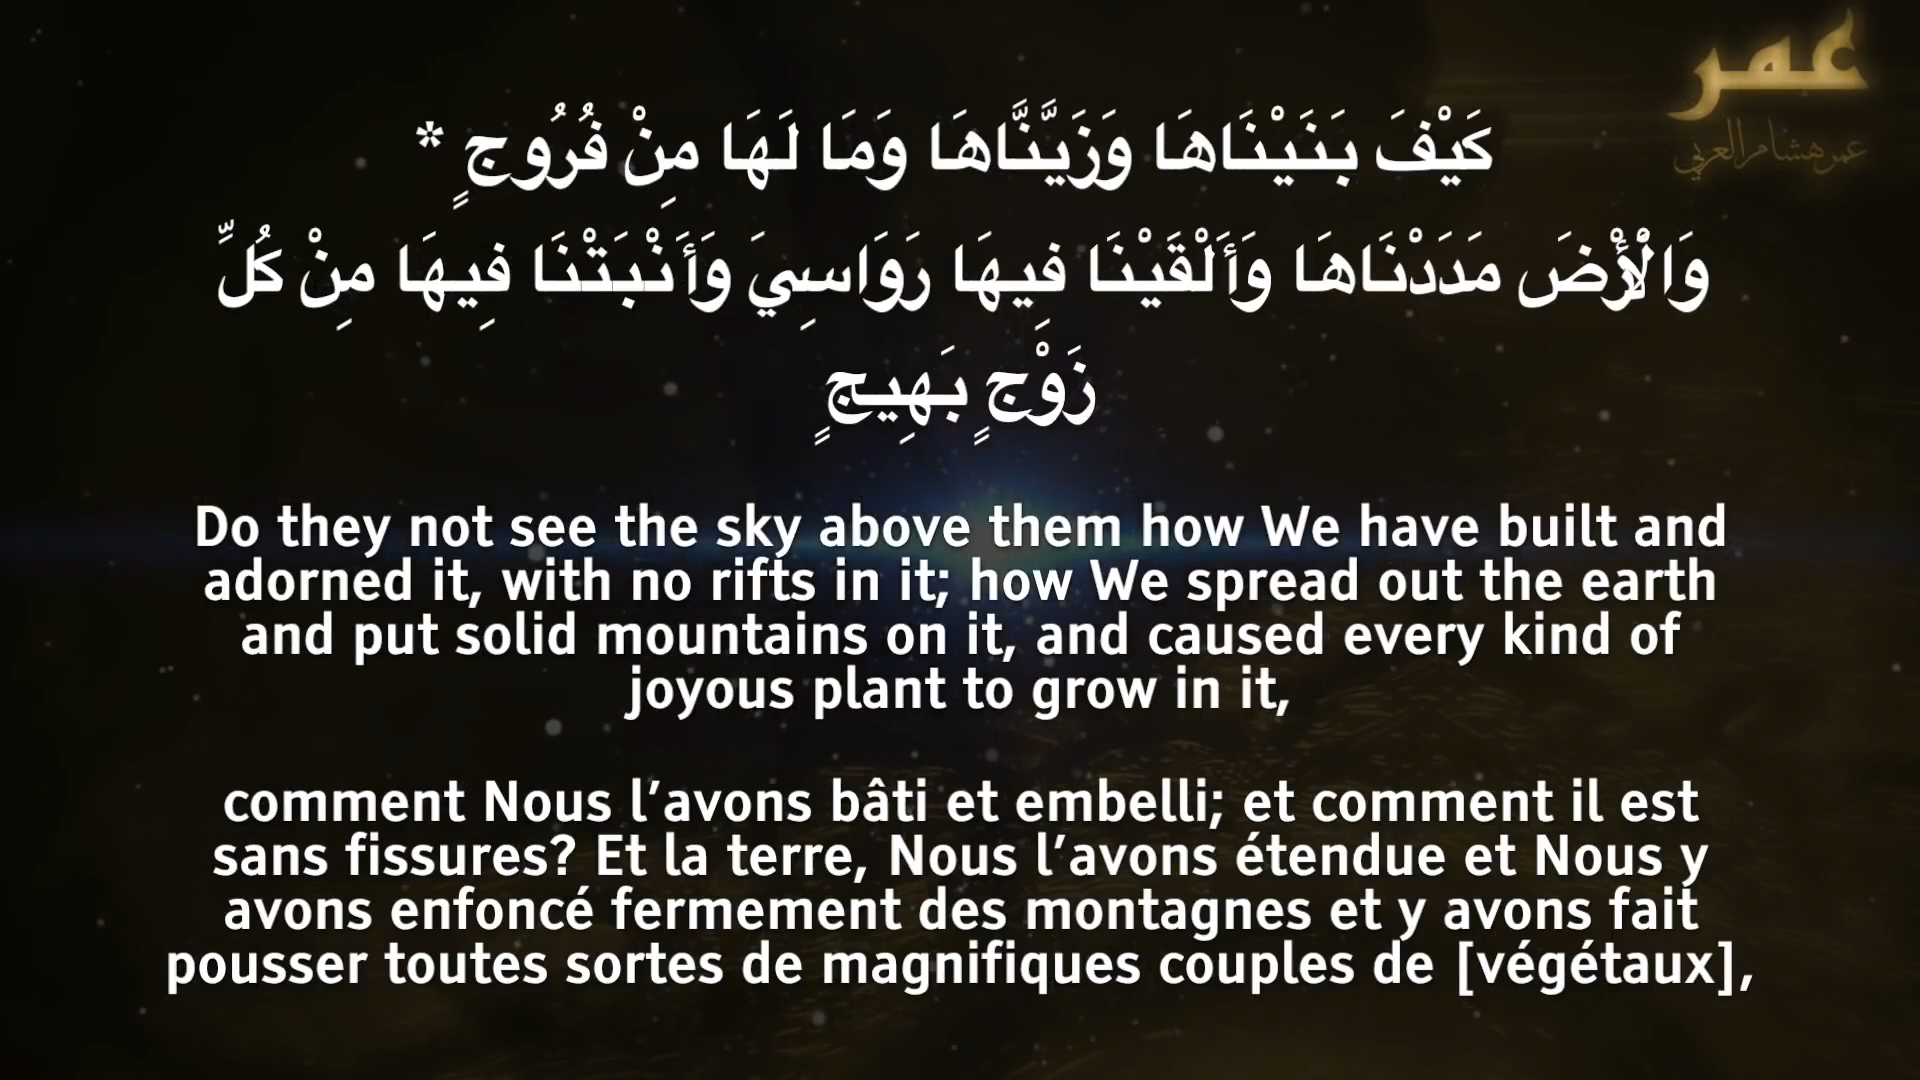 عمر
عمر هشام العربي
كَيْفَ بَنَيْنَاهَا وَزَيَّنَّاهَا وَمَا لَهَا مِنْ فُرُوجٍ *
وَالْأَرْضَ مَدَدْنَاهَا وَأَلْقَيْنَا فِيهَا رَوَاسِيَ وَأَنْبَتْنَا فِيهَا مِنْ كُلِّ
زَوْجٍ بَهِيجٍ
Do they not see the sky above them how We have built and
adorned it, with no rifts in it; how We spread out the earth
and put solid mountains on it, and caused every kind of
joyous plant to grow in it,
comment Nous l’avons bâti et embelli; et comment il est
sans fissures? Et la terre, Nous l’avons étendue et Nous y
avons enfoncé fermement des montagnes et y avons fait
pousser toutes sortes de magnifiques couples de [végétaux],